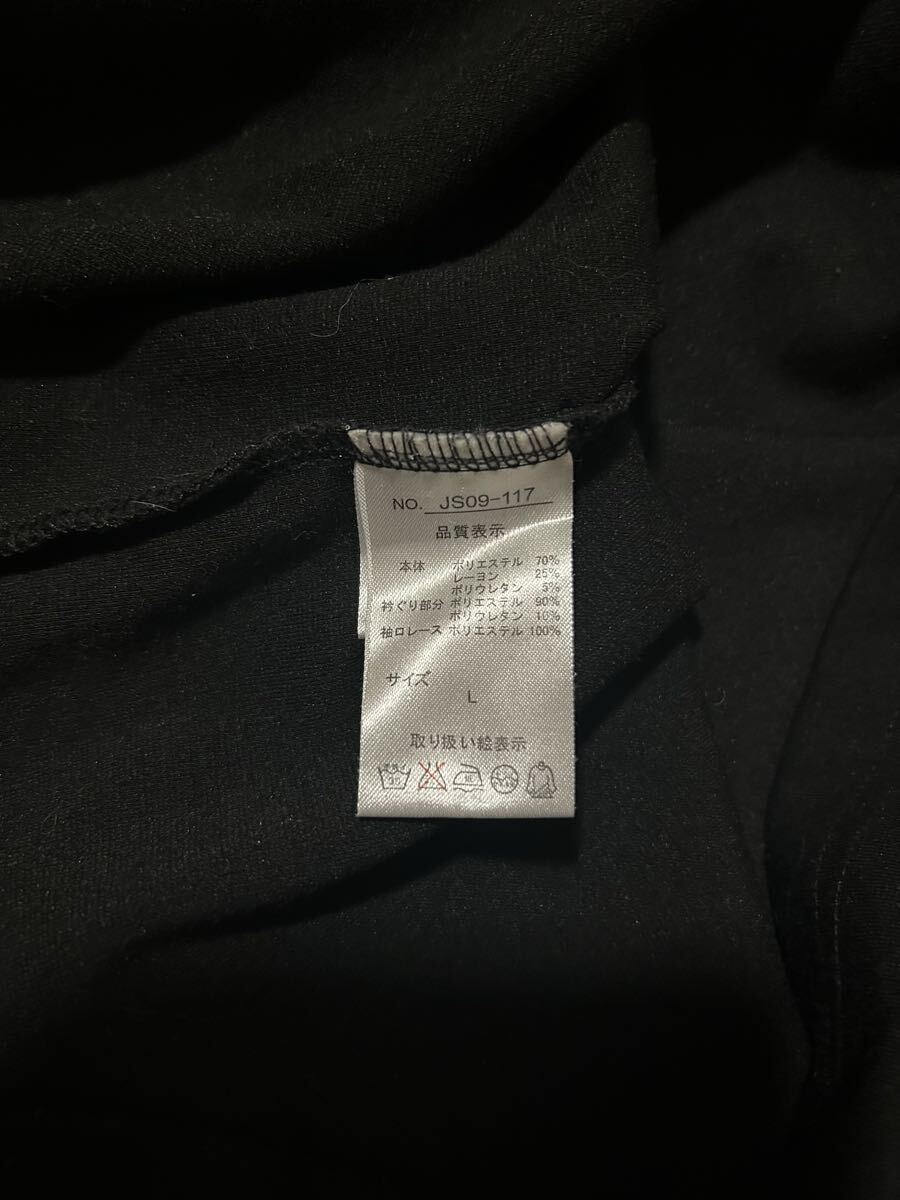 NO. JS09-117
品質表示
本体 ポリエステル 70%
レーヨン 25%
ポリウレタン 5%
衿ぐり部分 ポリエステル 90%
ポリウレタン 10%
袖口レース ポリエステル 100%
サイズ
L
取り扱い絵表示